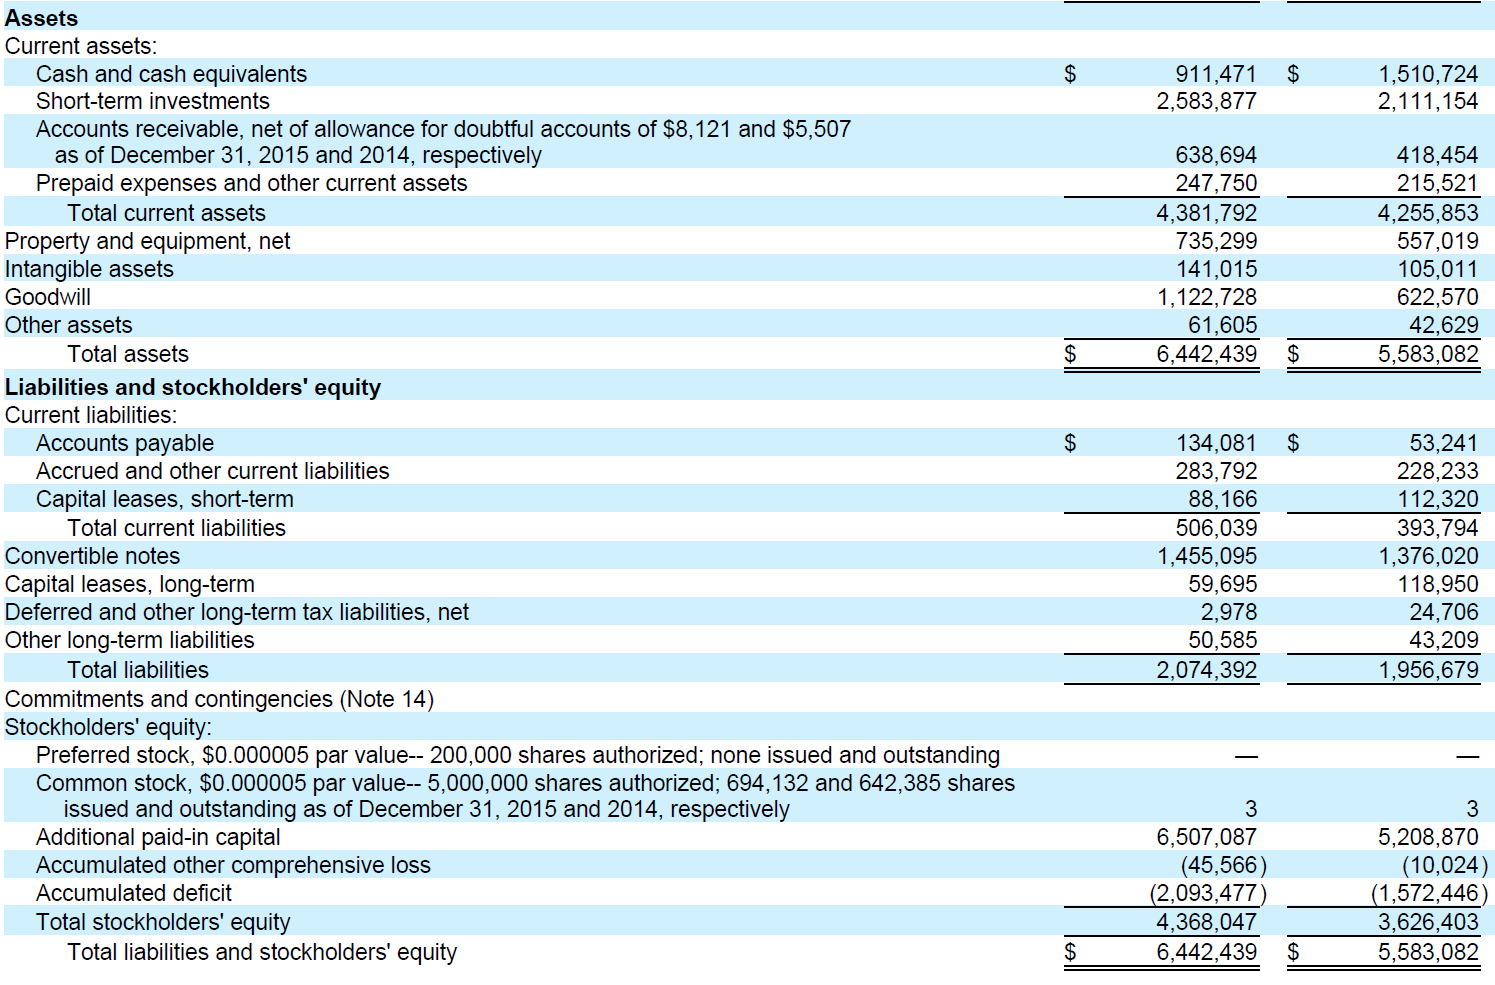 Assets
Current assets:
Cash and cash equivalents $ 911,471 $ 1,510,724
Short-term investments 2,583,877 2,111,154
Accounts receivable, net of allowance for doubtful accounts of $8,121 and $5,507
as of December 31, 2015 and 2014, respectively 638,694 418,454
Prepaid expenses and other current assets 247,750 215,521
Total current assets 4,381,792 4,255,853
Property and equipment, net 735,299 557,019
Intangible assets 141,015 105,011
Goodwill 1,122,728 622,570
Other assets 61,605 42,629
Total assets $ 6,442,439 $ 5,583,082
Liabilities and stockholders' equity
Current liabilities:
Accounts payable $ 134,081 $ 53,241
Accrued and other current liabilities 283,792 228,233
Capital leases, short-term 88,166 112,320
Total current liabilities 506,039 393,794
Convertible notes 1,455,095 1,376,020
Capital leases, long-term 59,695 118,950
Deferred and other long-term tax liabilities, net 2,978 24,706
Other long-term liabilities 50,585 43,209
Total liabilities 2,074,392 1,956,679
Commitments and contingencies (Note 14)
Stockholders' equity:
Preferred stock, $0.000005 par value-- 200,000 shares authorized; none issued and outstanding — —
Common stock, $0.000005 par value-- 5,000,000 shares authorized; 694,132 and 642,385 shares
issued and outstanding as of December 31, 2015 and 2014, respectively 3 3
Additional paid-in capital 6,507,087 5,208,870
Accumulated other comprehensive loss (45,566) (10,024)
Accumulated deficit (2,093,477) (1,572,446)
Total stockholders' equity 4,368,047 3,626,403
Total liabilities and stockholders' equity $ 6,442,439 $ 5,583,082